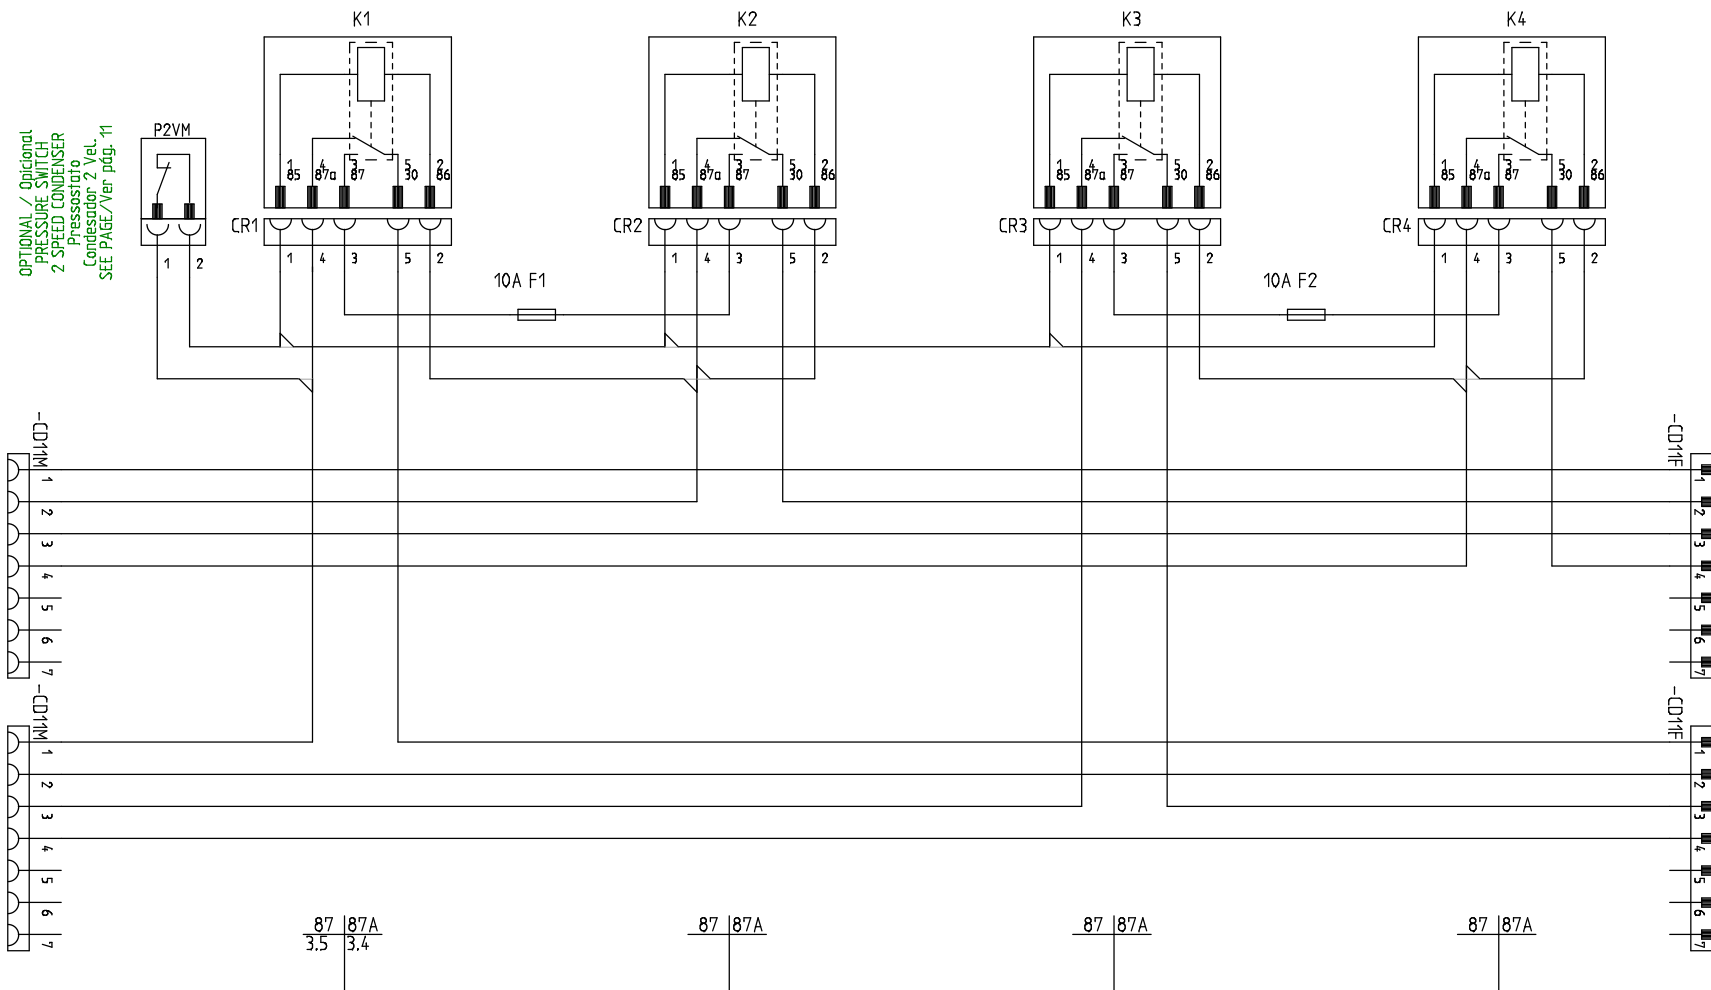 K1
K2
K3
K4
OPTIONAL / Opicional
PRESSURE SWITCH
2 SPEED CONDENSER
Pressostato
Condesador 2 Vel.
SEE PAGE/Ver pág. 11
P2VM
1 4 3 5 2
85 87a 87 30 86
1 4 3 5 2
85 87a 87 30 86
1 4 3 5 2
85 87a 87 30 86
1 4 3 5 2
85 87a 87 30 86
CR1
CR2
CR3
CR4
1 2
1 4 3 5 2
1 4 3 5 2
1 4 3 5 2
1 4 3 5 2
10A F1
10A F2
-CD11M
1
2
3
4
5
6
7
-CD11F
1
2
3
4
5
6
7
-CD11M
1
2
3
4
5
6
7
-CD11F
1
2
3
4
5
6
7
87 87A
3.5 3.4
87 87A
87 87A
87 87A